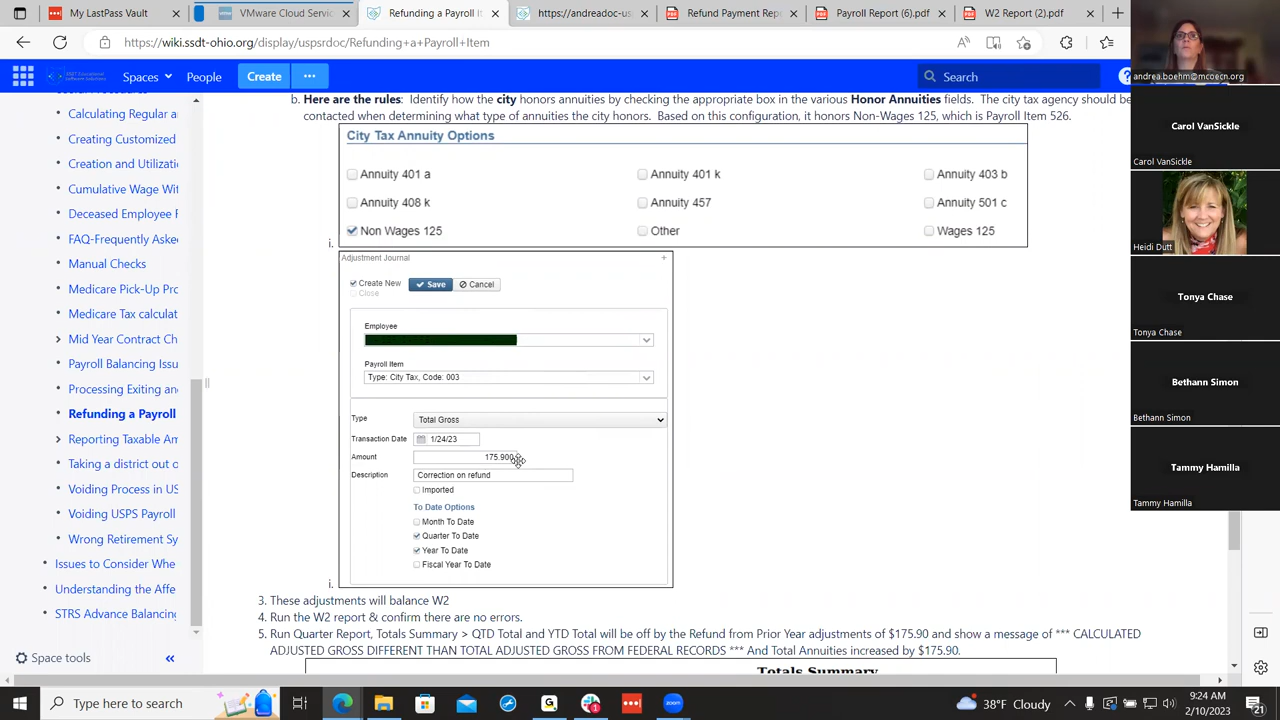 My LastPass Vault
VMware Cloud Servic
Refunding a Payroll It
https://andreadoc-us
Refund Payment Rep
Payroll Report (6).pdf
W2 Report (2).pdf
https://wiki.ssdt-ohio.org/display/uspsrdoc/Refunding+a+Payroll+Item
Spaces
People
Create
Search
andrea.boehm@mcoecn.org
Calculating Regular a
Creating Customized
Creation and Utilizatio
Cumulative Wage Wit
Deceased Employee F
FAQ-Frequently Asked
Manual Checks
Medicare Pick-Up Pro
Medicare Tax calculat
Mid Year Contract Ch
Payroll Balancing Issu
Processing Exiting an
Refunding a Payroll
Reporting Taxable Am
Taking a district out o
Voiding Process in US
Voiding USPS Payroll
Wrong Retirement Sy
Issues to Consider Whe
Understanding the Affe
STRS Advance Balancing
Space tools
b. Here are the rules: Identify how the city honors annuities by checking the appropriate box in the various Honor Annuities fields. The city tax agency should be
contacted when determining what type of annuities the city honors. Based on this configuration, it honors Non-Wages 125, which is Payroll Item 526.
City Tax Annuity Options
Annuity 401 a
Annuity 401 k
Annuity 403 b
Annuity 408 k
Annuity 457
Annuity 501 c
Non Wages 125
Other
Wages 125
i.
Adjustment Journal
Create New
Close
Save
Cancel
Employee
Payroll Item
Type: City Tax, Code: 003
Type
Total Gross
Transaction Date
1/24/23
Amount
175.900
Description
Correction on refund
Imported
To Date Options
Month To Date
Quarter To Date
Year To Date
Fiscal Year To Date
i.
3. These adjustments will balance W2
4. Run the W2 report & confirm there are no errors.
5. Run Quarter Report, Totals Summary > QTD Total and YTD Total will be off by the Refund from Prior Year adjustments of $175.90 and show a message of *** CALCULATED
ADJUSTED GROSS DIFFERENT THAN TOTAL ADJUSTED GROSS FROM FEDERAL RECORDS *** And Total Annuities increased by $175.90.
Totals Summary
Carol VanSickle
Carol VanSickle
Heidi Dutt
Tonya Chase
Tonya Chase
Bethann Simon
Bethann Simon
Tammy Hamilla
Tammy Hamilla
Type here to search
38°F Cloudy
9:24 AM
2/10/2023
21